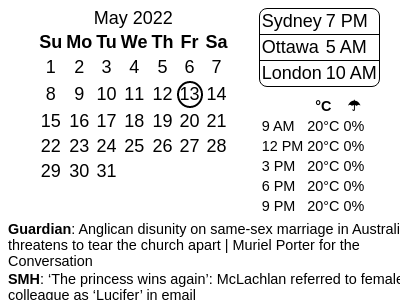 May 2022
Su Mo Tu We Th Fr Sa
1 2 3 4 5 6 7
8 9 10 11 12 13 14
15 16 17 18 19 20 21
22 23 24 25 26 27 28
29 30 31
Sydney 7 PM
Ottawa 5 AM
London 10 AM
°C ☂
9 AM 20°C 0%
12 PM 20°C 0%
3 PM 20°C 0%
6 PM 20°C 0%
9 PM 20°C 0%
Guardian: Anglican disunity on same-sex marriage in Australi
threatens to tear the church apart | Muriel Porter for the
Conversation
SMH: ‘The princess wins again’: McLachlan referred to female
colleague as ‘Lucifer’ in email